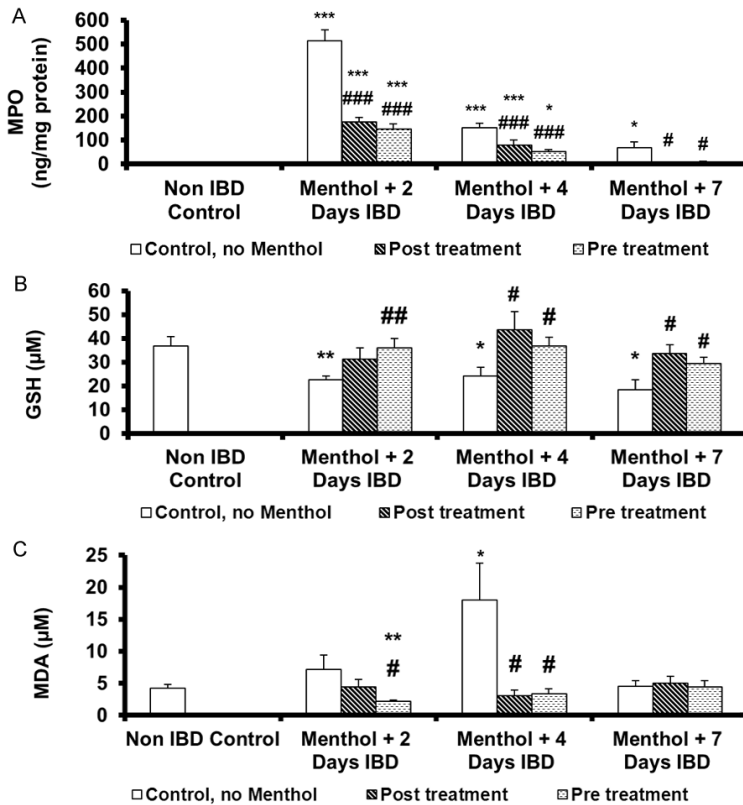 A
MPO
(ng/mg protein)
600
500
400
300
200
100
0
***
***
###
***
###
***
***
###
*
###
*
#
#
Non IBD
Control
Menthol + 2
Days IBD
Menthol + 4
Days IBD
Menthol + 7
Days IBD
Control, no Menthol
Post treatment
Pre treatment
B
GSH (µM)
60
50
40
30
20
10
0
**
##
*
#
#
*
#
#
Non IBD
Control
Menthol + 2
Days IBD
Menthol + 4
Days IBD
Menthol + 7
Days IBD
Control, no Menthol
Post treatment
Pre treatment
C
MDA (µM)
25
20
15
10
5
0
**
#
*
#
#
Non IBD Control
Menthol + 2
Days IBD
Menthol + 4
Days IBD
Menthol + 7
Days IBD
Control, no Menthol
Post treatment
Pre treatment